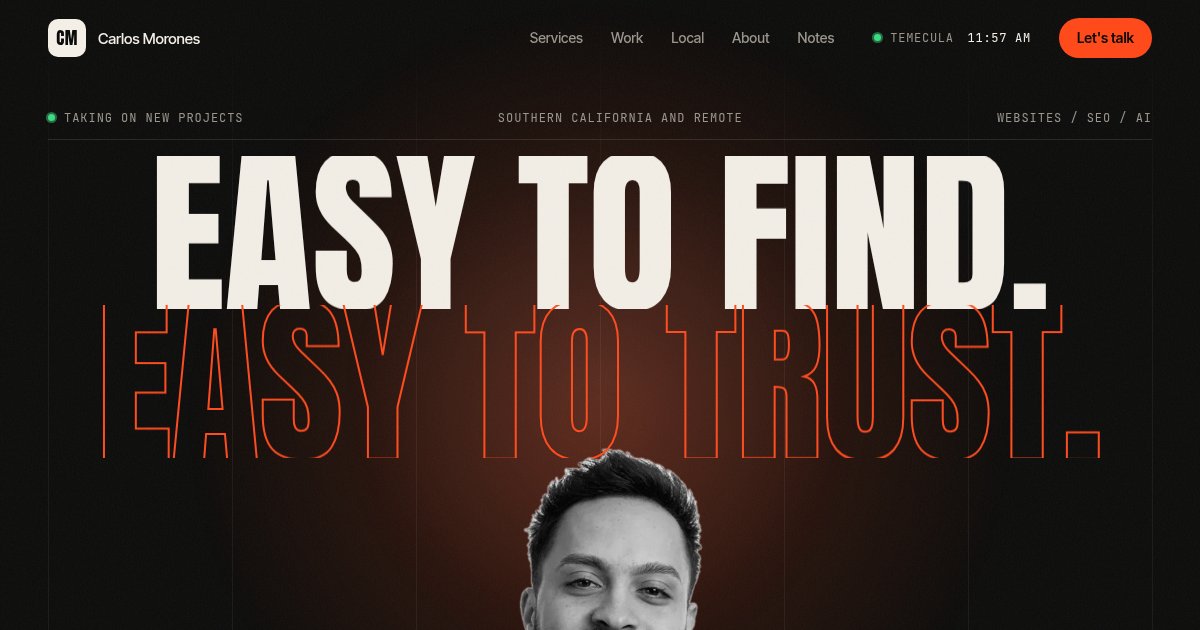 CM Carlos Morones Services Work Local About Notes TEMECULA 11:57 AM Let's talk
TAKING ON NEW PROJECTS SOUTHERN CALIFORNIA AND REMOTE WEBSITES / SEO / AI
EASY TO FIND.
EASY TO TRUST.